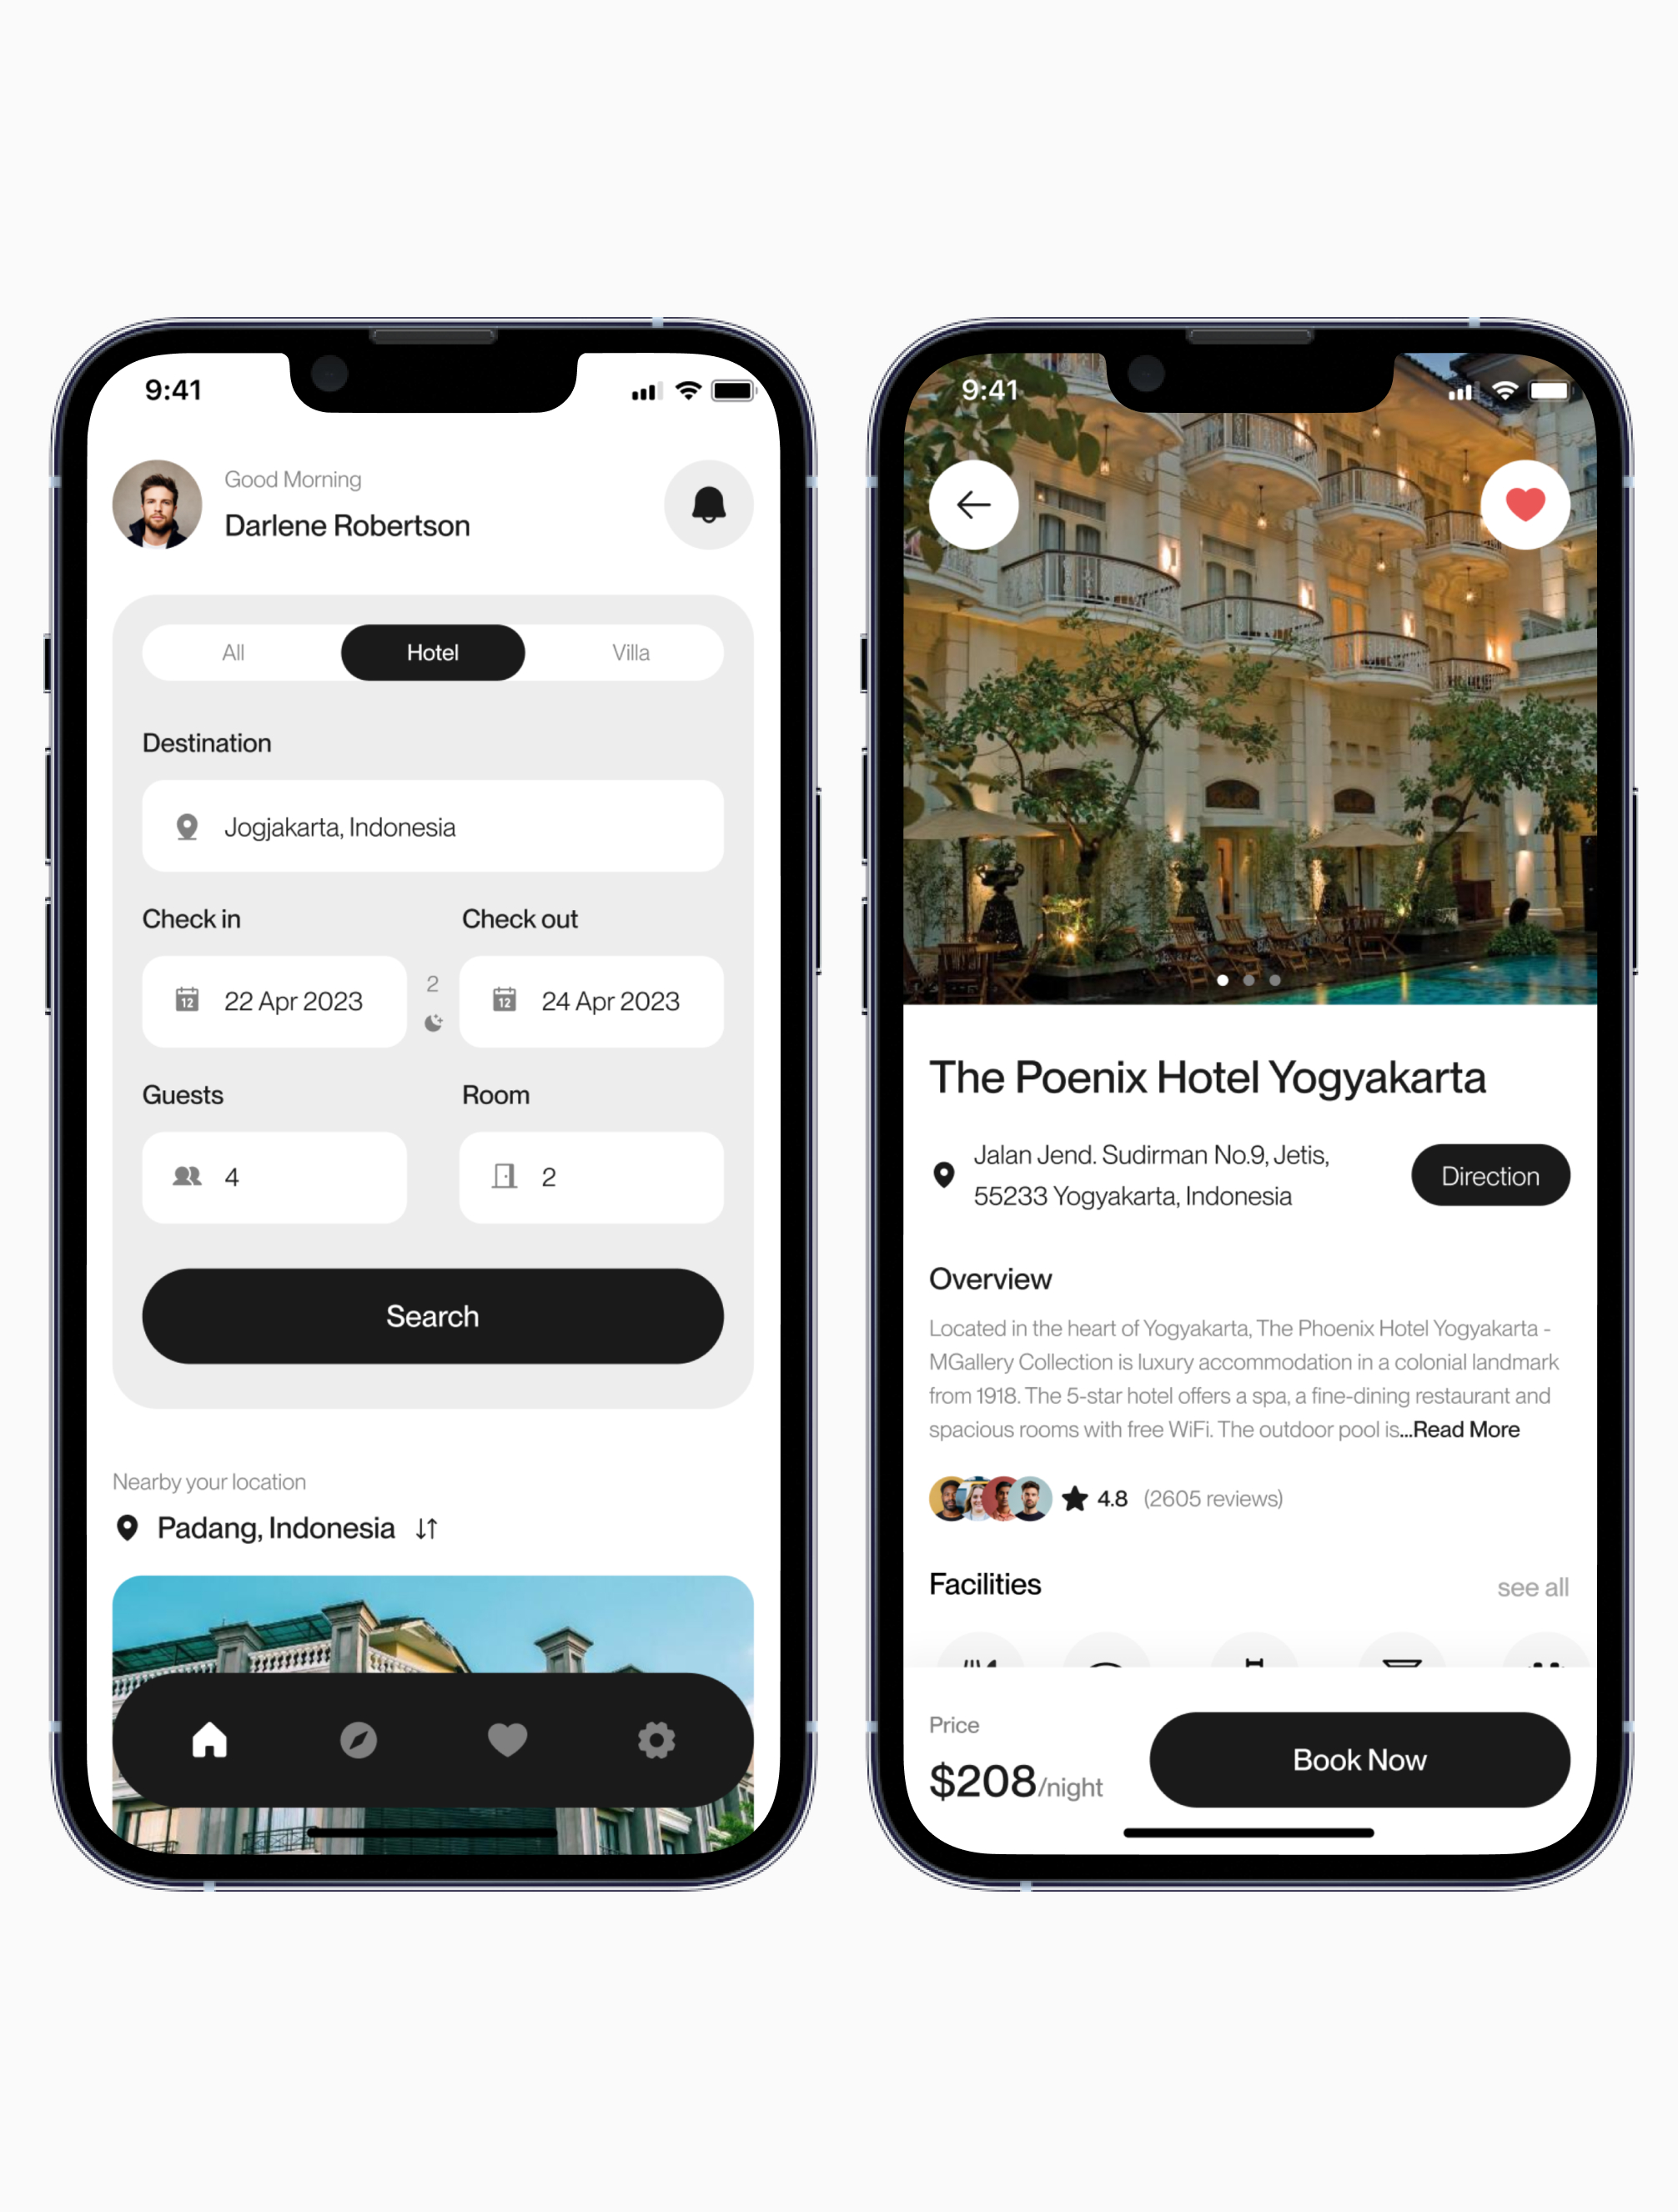 9:41
Good Morning
Darlene Robertson
All
Hotel
Villa
Destination
Jogjakarta, Indonesia
Check in
Check out
12
22 Apr 2023
2
12
24 Apr 2023
Guests
Room
4
2
Search
Nearby your location
Padang, Indonesia
9:41
The Poenix Hotel Yogyakarta
Jalan Jend. Sudirman No.9, Jetis,
55233 Yogyakarta, Indonesia
Direction
Overview
Located in the heart of Yogyakarta, The Phoenix Hotel Yogyakarta -
MGallery Collection is luxury accommodation in a colonial landmark
from 1918. The 5-star hotel offers a spa, a fine-dining restaurant and
spacious rooms with free WiFi. The outdoor pool is...Read More
4.8 (2605 reviews)
Facilities
see all
Price
$208/night
Book Now